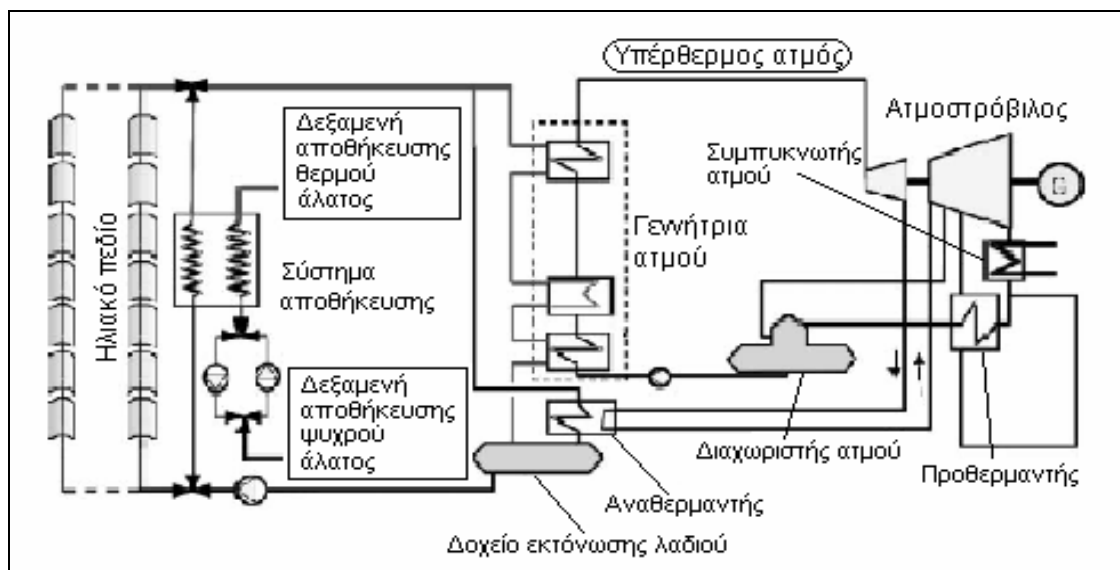 Υπέρθερμος ατμός
Ατμοστρόβιλος
Δεξαμενή
αποθήκευσης
θερμού
άλατος
Συμπυκνωτής
ατμού
G
Γεννήτρια
ατμού
Ηλιακό πεδίο
Σύστημα
αποθήκευσης
Δεξαμενή
αποθήκευσης
ψυχρού
άλατος
Διαχωριστής ατμού
Προθερμαντής
Αναθερμαντής
Δοχείο εκτόνωσης λαδιού